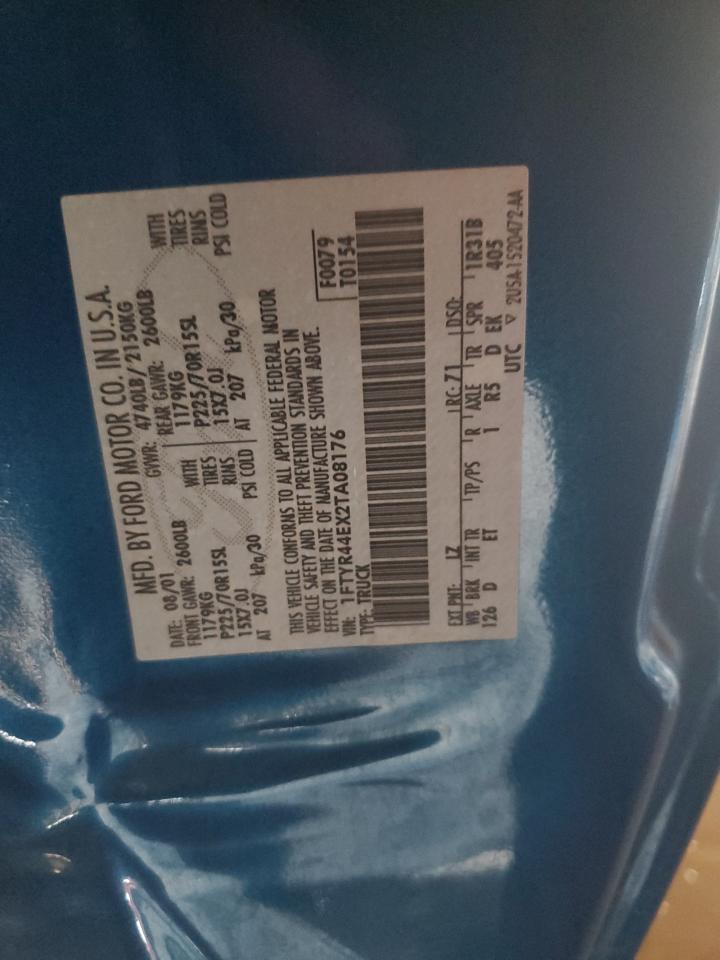 MFD. BY FORD MOTOR CO. IN U.S.A.
DATE: 08/01 GVWR: 4740LB/2150KG
FRONT GAWR: 2600LB REAR GAWR: 2600LB
1179KG WITH 1179KG WITH
P225/70R15SL TIRES P225/70R15SL TIRES
15X7.0J RIMS 15X7.0J RIMS
AT 207 kPa/30 PSI COLD AT 207 kPa/30 PSI COLD
THIS VEHICLE CONFORMS TO ALL APPLICABLE FEDERAL MOTOR
VEHICLE SAFETY AND THEFT PREVENTION STANDARDS IN
EFFECT ON THE DATE OF MANUFACTURE SHOWN ABOVE.
VIN: 1FTYR44EX2TA08176 F0079
TYPE: TRUCK T0154
EXT PNT: LZ RC: 71 DSO:
WB BRK INT TR TP/PS R AXLE TR SPR 1R31B
126 D ET 1 R5 D EK 405
UTC ▽ 2U5A-1520472-AA